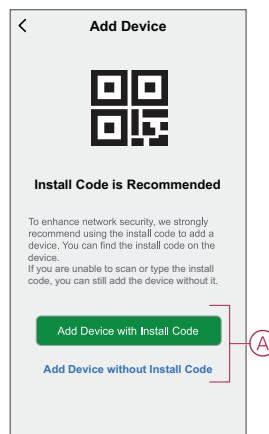 Add Device
Install Code is Recommended
To enhance network security, we strongly
recommend using the install code to add a
device. You can find the install code on the
device.
If you are unable to scan or type the install
code, you can still add the device without it.
Add Device with Install Code
A
Add Device without Install Code